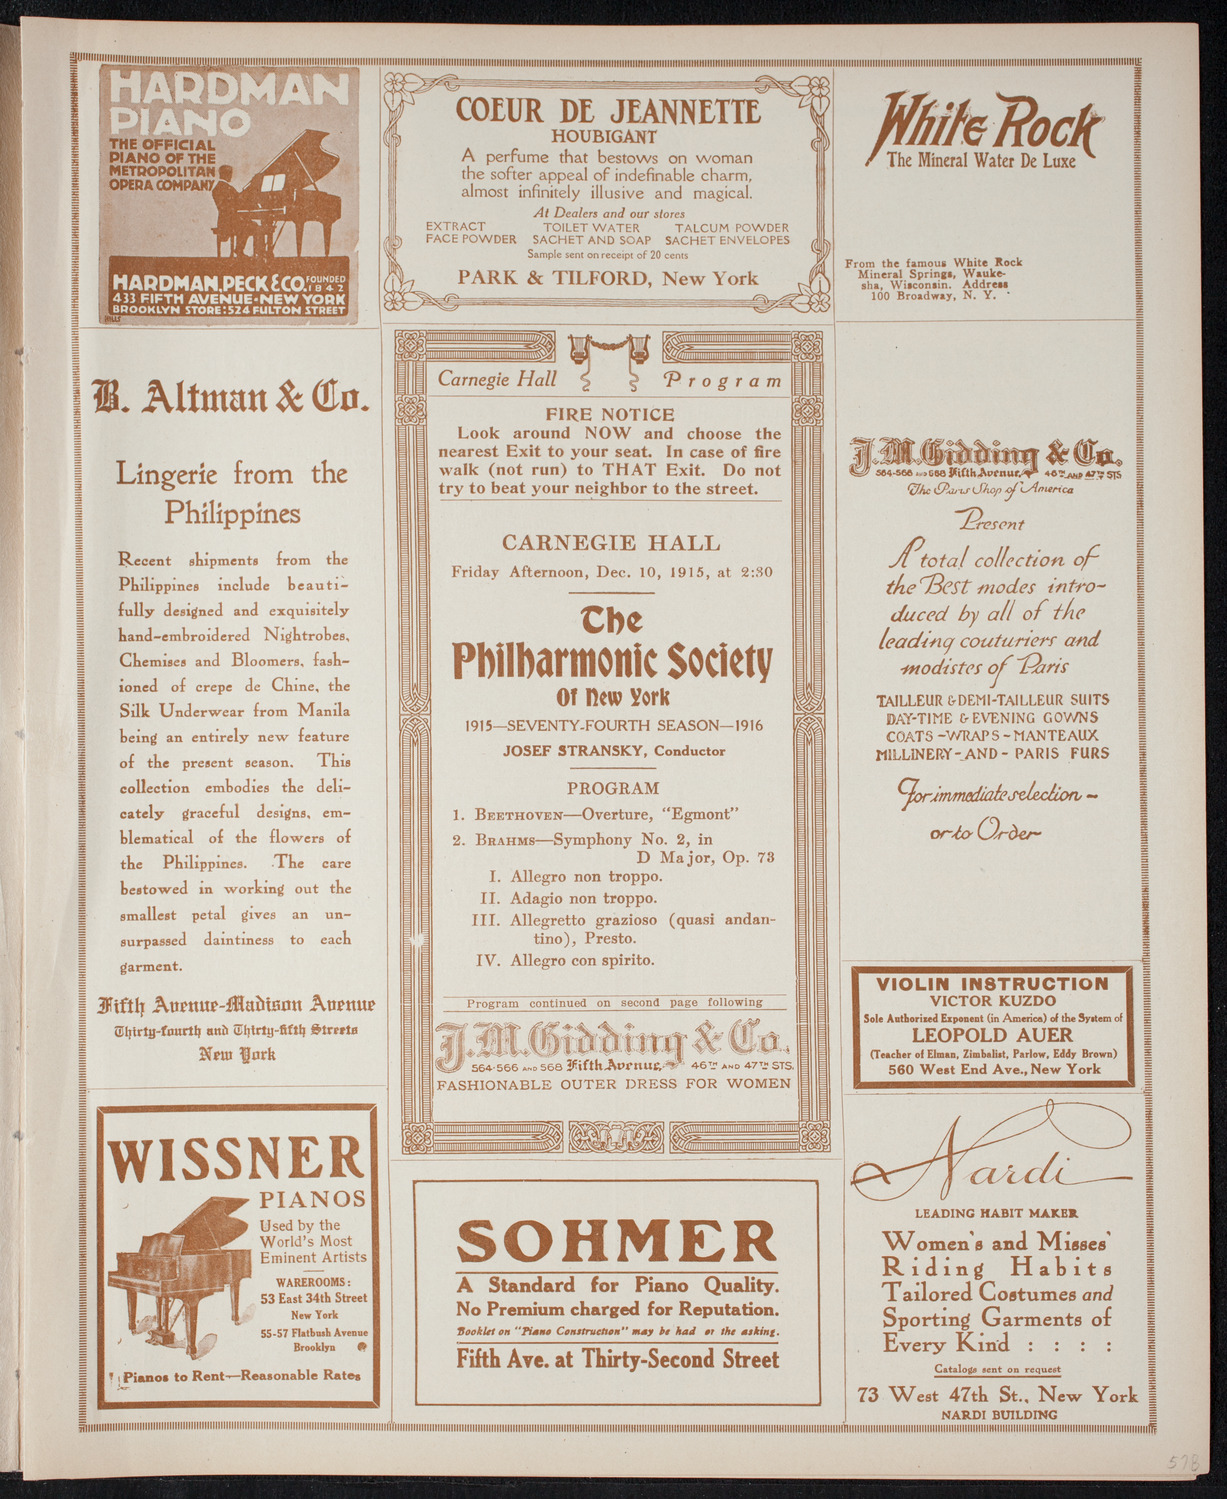 HARDMAN
PIANO
THE OFFICIAL
PIANO OF THE
METROPOLITAN
OPERA COMPANY
HARDMAN, PECK & CO. FOUNDED 1842
433 FIFTH AVENUE·NEW YORK
BROOKLYN STORE: 524 FULTON STREET
COEUR DE JEANNETTE
HOUBIGANT
A perfume that bestows on woman
the softer appeal of indefinable charm,
almost infinitely illusive and magical.
At Dealers and our stores
EXTRACT TOILET WATER TALCUM POWDER
FACE POWDER SACHET AND SOAP SACHET ENVELOPES
Sample sent on receipt of 20 cents
PARK & TILFORD, New York
White Rock
The Mineral Water De Luxe
From the famous White Rock
Mineral Springs, Wauke-
sha, Wisconsin. Address
100 Broadway, N. Y.
B. Altman & Co.
Lingerie from the
Philippines
Recent shipments from the
Philippines include beauti-
fully designed and exquisitely
hand-embroidered Nightrobes,
Chemises and Bloomers, fash-
ioned of crepe de Chine, the
Silk Underwear from Manila
being an entirely new feature
of the present season. This
collection embodies the deli-
cately graceful designs, em-
blematical of the flowers of
the Philippines. The care
bestowed in working out the
smallest petal gives an un-
surpassed daintiness to each
garment.
Fifth Avenue-Madison Avenue
Thirty-fourth and Thirty-fifth Streets
New York
WISSNER
PIANOS
Used by the
World's Most
Eminent Artists
WAREROOMS:
53 East 34th Street
New York
55-57 Flatbush Avenue
Brooklyn
Pianos to Rent—Reasonable Rates
Carnegie Hall Program
FIRE NOTICE
Look around NOW and choose the
nearest Exit to your seat. In case of fire
walk (not run) to THAT Exit. Do not
try to beat your neighbor to the street.
CARNEGIE HALL
Friday Afternoon, Dec. 10, 1915, at 2:30
The
Philharmonic Society
Of New York
1915—SEVENTY-FOURTH SEASON—1916
JOSEF STRANSKY, Conductor
PROGRAM
1. BEETHOVEN—Overture, "Egmont"
2. BRAHMS—Symphony No. 2, in
D Major, Op. 73
I. Allegro non troppo.
II. Adagio non troppo.
III. Allegretto grazioso (quasi andan-
tino), Presto.
IV. Allegro con spirito.
Program continued on second page following
J.M. Gidding & Co.
564-566 AND 568 Fifth Avenue 46TH AND 47TH STS.
FASHIONABLE OUTER DRESS FOR WOMEN
SOHMER
A Standard for Piano Quality.
No Premium charged for Reputation.
Booklet on "Piano Construction" may be had at the asking.
Fifth Ave. at Thirty-Second Street
J.M. Gidding & Co.
564-566 AND 568 Fifth Avenue 46TH AND 47TH STS
The Paris Shop of America
Present
A total collection of
the Best modes intro-
duced by all of the
leading couturiers and
modistes of Paris
TAILLEUR & DEMI-TAILLEUR SUITS
DAY-TIME & EVENING GOWNS
COATS-WRAPS-MANTEAUX
MILLINERY-AND-PARIS FURS
For immediate selection-
or to Order
VIOLIN INSTRUCTION
VICTOR KUZDO
Sole Authorized Exponent (in America) of the System of
LEOPOLD AUER
(Teacher of Elman, Zimbalist, Parlow, Eddy Brown)
560 West End Ave., New York
Nardi
LEADING HABIT MAKER
Women's and Misses'
Riding Habits
Tailored Costumes and
Sporting Garments of
Every Kind : : : :
Catalogs sent on request
73 West 47th St., New York
NARDI BUILDING
578